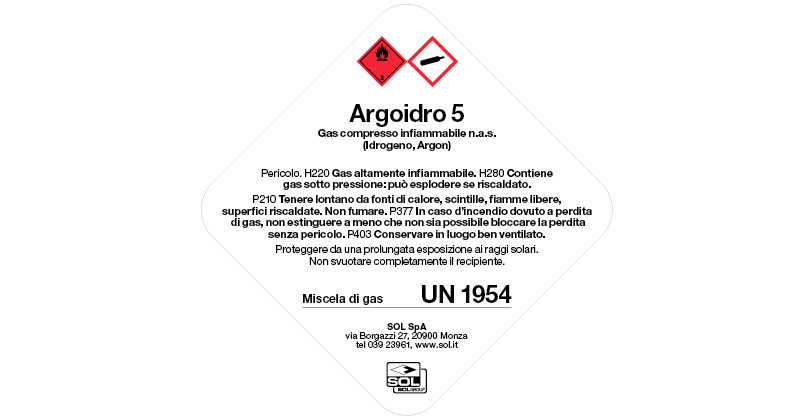 2
Argoidro 5
Gas compresso infiammabile n.a.s.
(Idrogeno, Argon)
Pericolo. H220 Gas altamente infiammabile. H280 Contiene
gas sotto pressione: può esplodere se riscaldato.
P210 Tenere lontano da fonti di calore, scintille, fiamme libere,
superfici riscaldate. Non fumare. P377 In caso d'incendio dovuto a perdita
di gas, non estinguere a meno che non sia possibile bloccare la perdita
senza pericolo. P403 Conservare in luogo ben ventilato.
Proteggere da una prolungata esposizione ai raggi solari.
Non svuotare completamente il recipiente.
Miscela di gas UN 1954
SOL SpA
via Borgazzi 27, 20900 Monza
tel 039 23961, www.sol.it
SOL
SOLGROUP